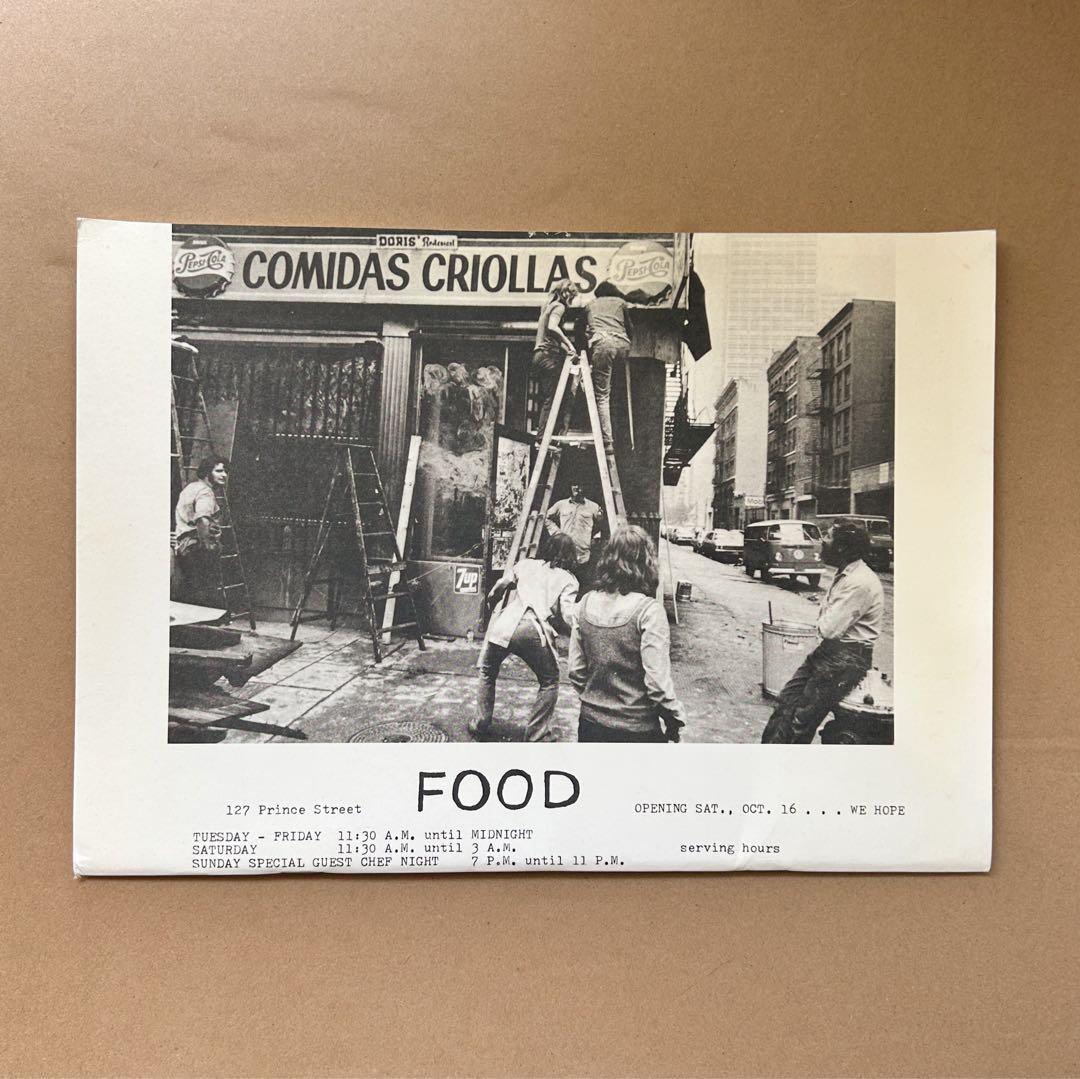 DORIS' Restaurant
PEPSI-COLA COMIDAS CRIOLLAS PEPSI-COLA
7up
FOOD
127 Prince Street OPENING SAT., OCT. 16 . . . WE HOPE
TUESDAY - FRIDAY 11:30 A.M. until MIDNIGHT
SATURDAY 11:30 A.M. until 3 A.M. serving hours
SUNDAY SPECIAL GUEST CHEF NIGHT 7 P.M. until 11 P.M.